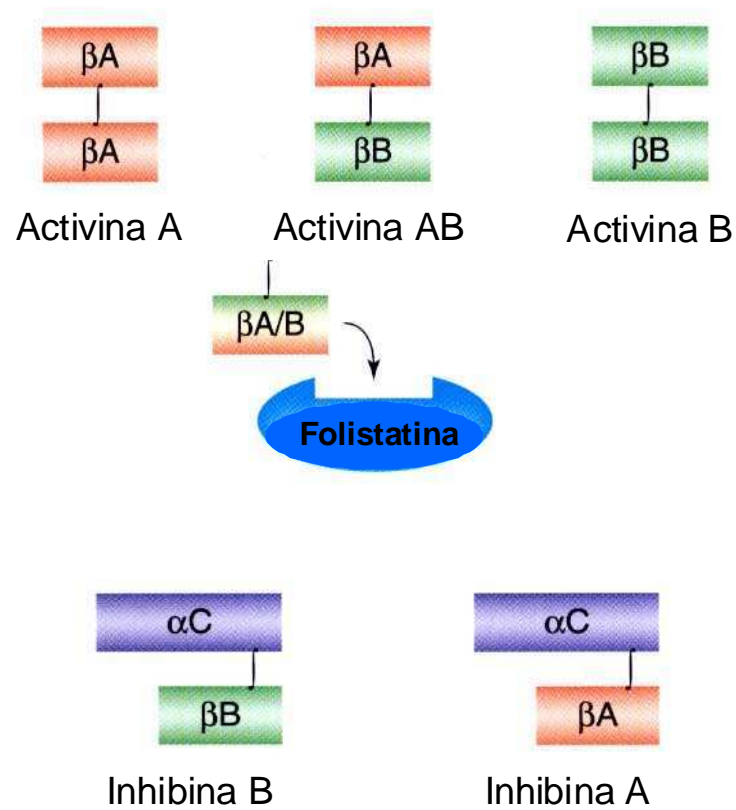 βA βA βB
βA βB βB
Activina A Activina AB Activina B
βA/B
Folistatina
αC αC
βB βA
Inhibina B Inhibina A